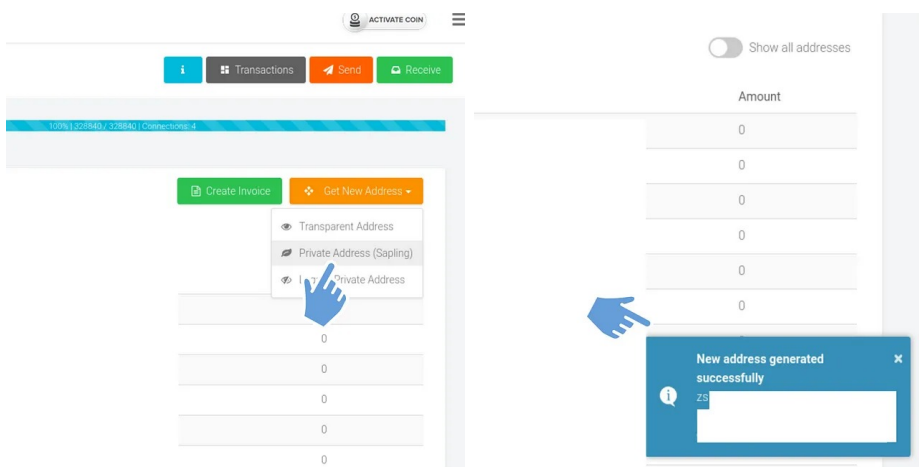 ACTIVATE COIN
i Transactions Send Receive
100% | 328840 / 328840 | Connections: 4
Create Invoice Get New Address
Transparent Address
Private Address (Sapling)
Private Address
0
0
0
0
0
Show all addresses
Amount
0
0
0
0
0
0
New address generated
successfully
zs